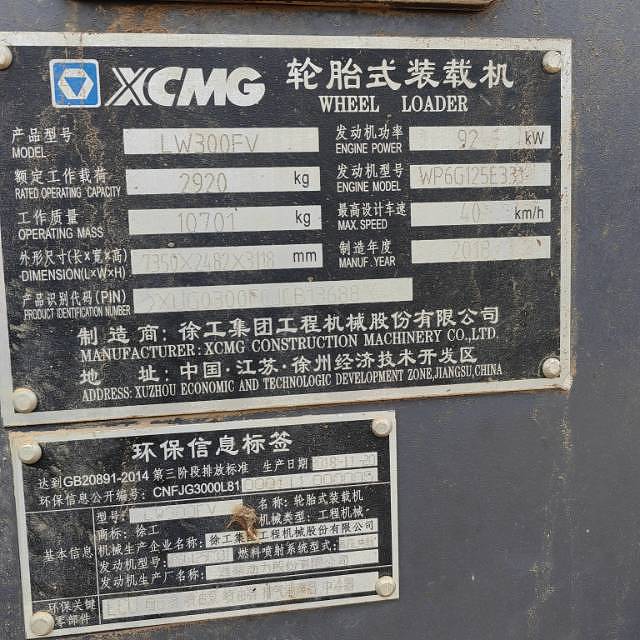 XCMG 轮胎式装载机
WHEEL LOADER
产品型号 LW300FV 发动机功率 92 kW
MODEL ENGINE POWER
额定工作载荷 2920 kg 发动机型号
RATED OPERATING CAPACITY ENGINE MODEL WP6G125E331
工作质量 10701 kg 最高设计车速 40 km/h
OPERATING MASS MAX. SPEED
外形尺寸(长×宽×高) mm 制造年度
DIMENSION(L×W×H) MANUF.YEAR
产品识别代码(PIN)
PRODUCT IDENTIFICATION NUMBER
制造商:徐工集团工程机械股份有限公司
MANUFACTURER: XCMG CONSTRUCTION MACHINERY CO.,LTD.
地 址:中国·江苏·徐州经济技术开发区
ADDRESS: XUZHOU ECONOMIC AND TECHNOLOGIC DEVELOPMENT ZONE,JIANGSU,CHINA
环保信息标签
达到GB20891-2014 第三阶段排放标准 生产日期 2018-11-20
环保信息公开编号: CNFJG3000L81
型号: LW300FV 名称: 轮胎式装载机
商标: 徐工 机械类型: 工程机械
基本信息 机械生产企业名称: 徐工集团工程机械股份有限公司
发动机型号: 燃料喷射系统型式:
发动机生产厂名称:
环保关键
零部件 ECU